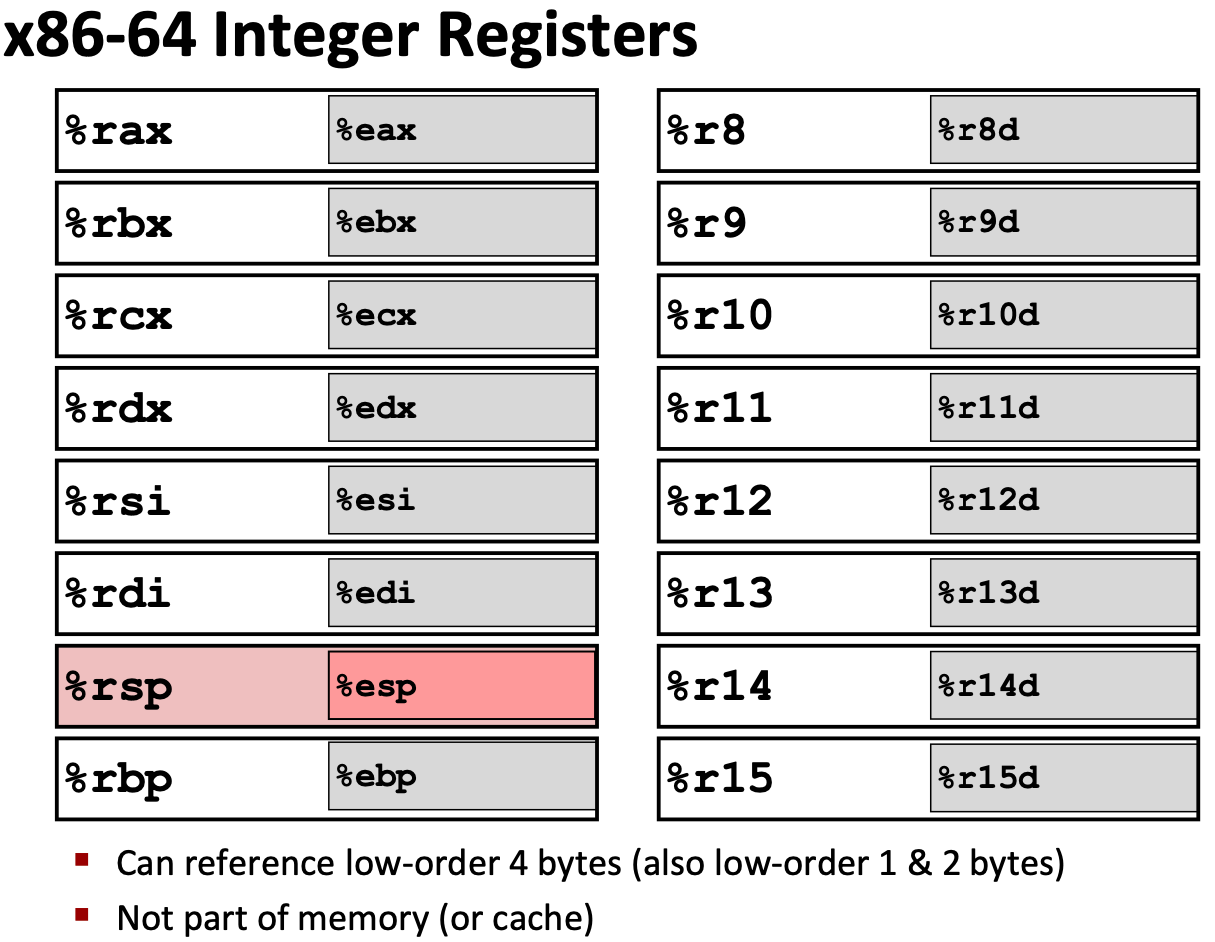 x86-64 Integer Registers
%rax %eax %r8 %r8d
%rbx %ebx %r9 %r9d
%rcx %ecx %r10 %r10d
%rdx %edx %r11 %r11d
%rsi %esi %r12 %r12d
%rdi %edi %r13 %r13d
%rsp %esp %r14 %r14d
%rbp %ebp %r15 %r15d
Can reference low-order 4 bytes (also low-order 1 & 2 bytes)
Not part of memory (or cache)